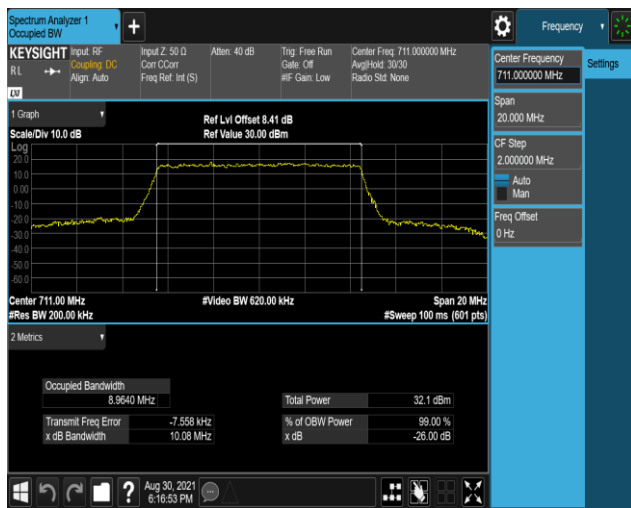 Spectrum Analyzer 1
Occupied BW
+
Frequency
KEYSIGHT
RL
LXI
Input: RF
Coupling: DC
Align: Auto
Input Z: 50 Ω
Corr CCorr
Freq Ref: Int (S)
Atten: 40 dB
Trig: Free Run
Gate: Off
#IF Gain: Low
Center Freq: 711.000000 MHz
Avg|Hold: 30/30
Radio Std: None
Center Frequency
711.000000 MHz
Settings
Span
20.000 MHz
CF Step
2.000000 MHz
Auto
Man
Freq Offset
0 Hz
1 Graph
Scale/Div 10.0 dB
Ref Lvl Offset 8.41 dB
Ref Value 30.00 dBm
Log
20.0
10.0
0.00
-10.0
-20.0
-30.0
-40.0
-50.0
-60.0
Center 711.00 MHz
#Video BW 620.00 kHz
Span 20 MHz
#Res BW 200.00 kHz
#Sweep 100 ms (601 pts)
2 Metrics
Occupied Bandwidth
8.9640 MHz
Total Power 32.1 dBm
Transmit Freq Error -7.558 kHz
% of OBW Power 99.00 %
x dB Bandwidth 10.08 MHz
x dB -26.00 dB
?
Aug 30, 2021
6:16:53 PM